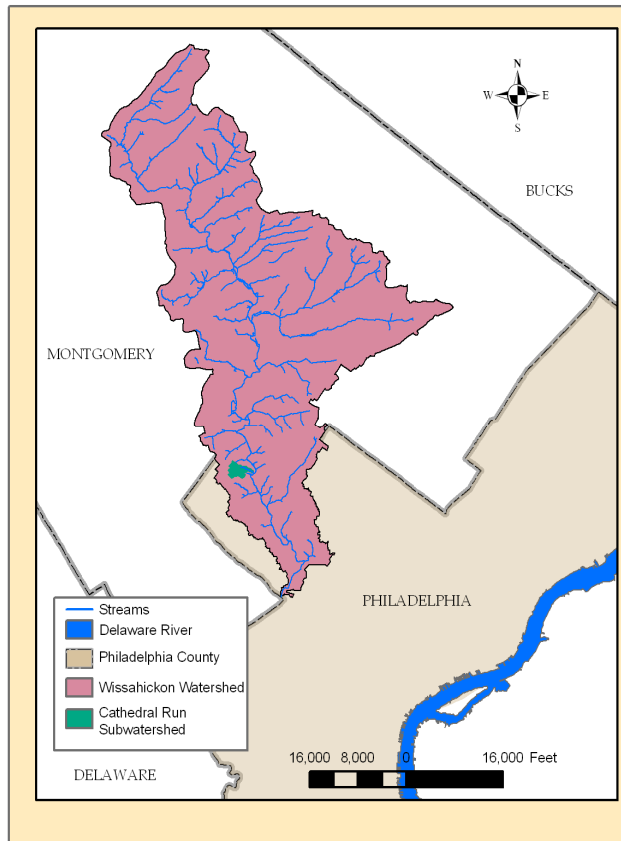 N
W E
S
BUCKS
MONTGOMERY
PHILADELPHIA
Streams
Delaware River
Philadelphia County
Wissahickon Watershed
Cathedral Run
Subwatershed
DELAWARE
16,000 8,000 0 16,000 Feet